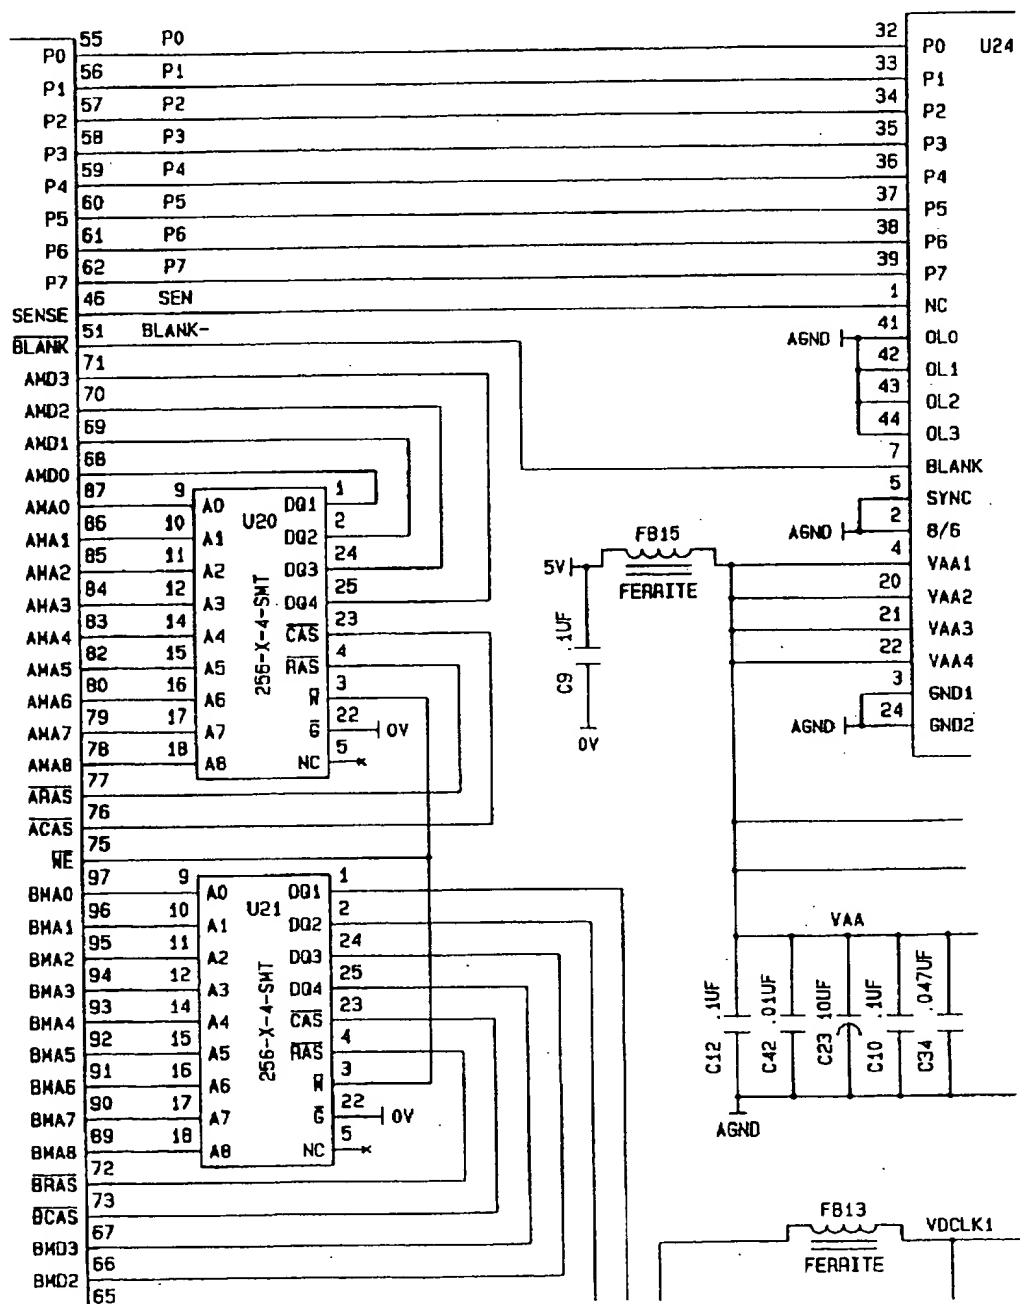 55 P0 32
P0 P0 U24
56 P1 33
P1 P1
57 P2 34
P2 P2
58 P3 35
P3 P3
59 P4 36
P4 P4
60 P5 37
P5 P5
61 P6 38
P6 P6
62 P7 39
P7 P7
46 SEN 1
SENSE NC
51 BLANK- 41
BLANK AGND OL0
71 42
AMD3 OL1
70 43
AMD2 OL2
69 44
AMD1 OL3
68 7
AMD0 BLANK
87 9 1 5
AMA0 A0 U20 DQ1 SYNC
86 10 2 2
AMA1 A1 DQ2 AGND 8/6
85 11 24 FB15 4
AMA2 A2 DQ3 5V VAA1
84 12 25 FERRITE 20
AMA3 A3 DQ4 VAA2
83 14 23 21
AMA4 A4 CAS VAA3
82 15 4 22
AMA5 A5 RAS VAA4
80 16 3 3
AMA6 A6 W GND1
79 17 22 24
AMA7 A7 G 0V AGND GND2
78 18 5
AMA8 A8 NC
256-X-4-SMT
C9 .1UF
0V
77
ARAS
76
ACAS
75
WE
97 9 1
BMA0 A0 U21 DQ1
96 10 2
BMA1 A1 DQ2 VAA
95 11 24
BMA2 A2 DQ3
94 12 25
BMA3 A3 DQ4
93 14 23
BMA4 A4 CAS
92 15 4
BMA5 A5 RAS
91 16 3
BMA6 A6 W
90 17 22
BMA7 A7 G 0V
89 18 5
BMA8 A8 NC
256-X-4-SMT
C12 .1UF
C42 .01UF
C23 10UF
C10 .1UF
C34 .047UF
AGND
72
BRAS
73
BCAS FB13 VDCLK1
67
BMD3 FERRITE
66
BMD2
65